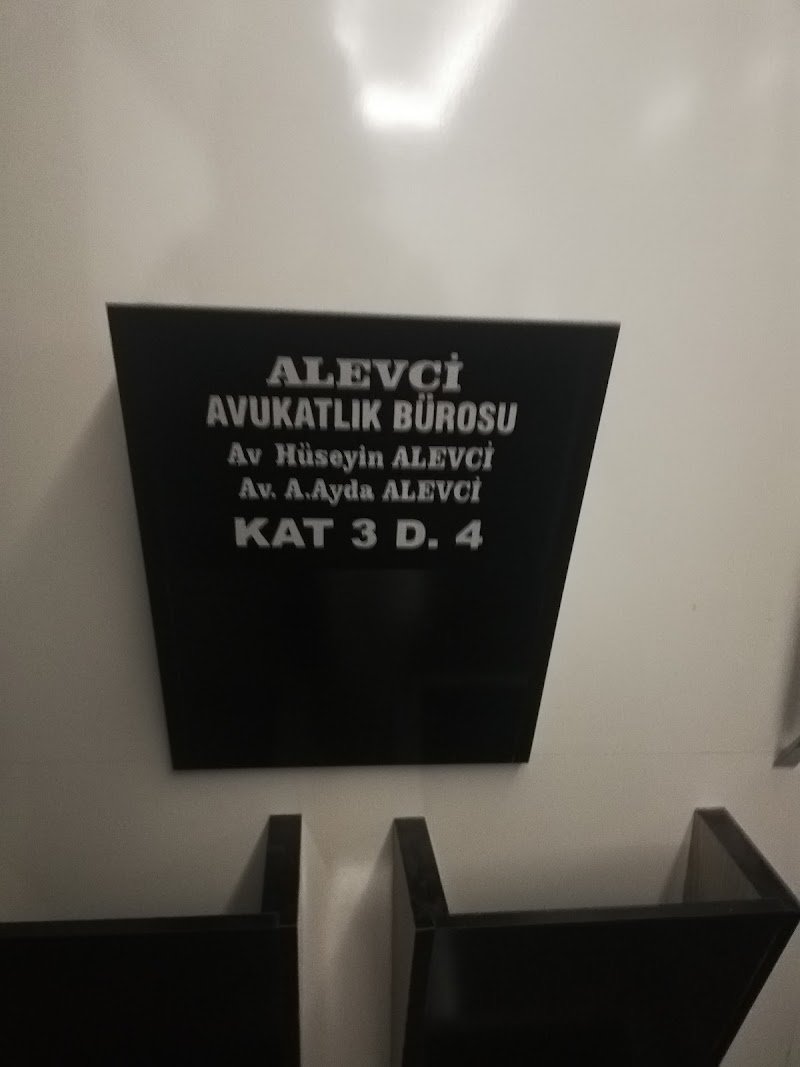 ALEVCİ
AVUKATLIK BÜROSU
Av Hüseyin ALEVCİ
Av. A.Ayda ALEVCİ
KAT 3 D. 4